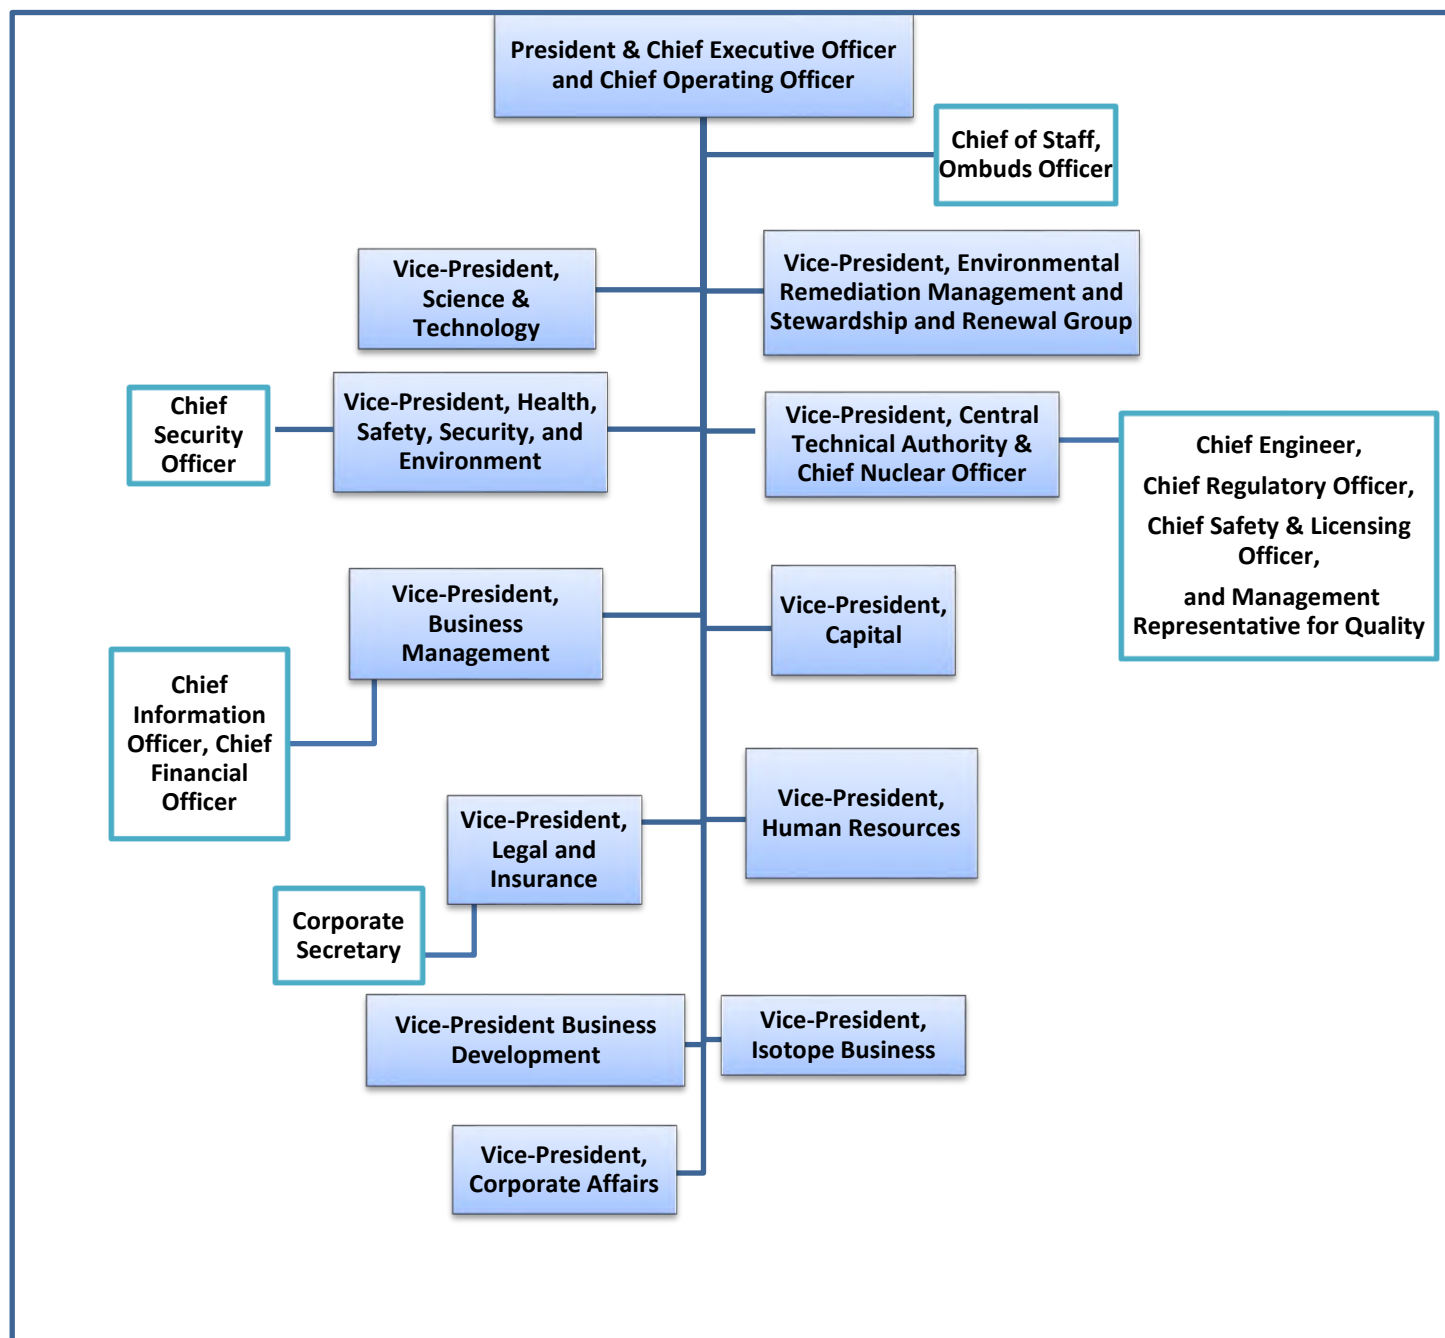 President & Chief Executive Officer
and Chief Operating Officer
Chief of Staff,
Ombuds Officer
Vice-President,
Science &
Technology
Vice-President, Environmental
Remediation Management and
Stewardship and Renewal Group
Chief
Security
Officer
Vice-President, Health,
Safety, Security, and
Environment
Vice-President, Central
Technical Authority &
Chief Nuclear Officer
Chief Engineer,
Chief Regulatory Officer,
Chief Safety & Licensing
Officer,
and Management
Representative for Quality
Vice-President,
Business
Management
Vice-President,
Capital
Chief
Information
Officer, Chief
Financial
Officer
Vice-President,
Legal and
Insurance
Vice-President,
Human Resources
Corporate
Secretary
Vice-President Business
Development
Vice-President,
Isotope Business
Vice-President,
Corporate Affairs